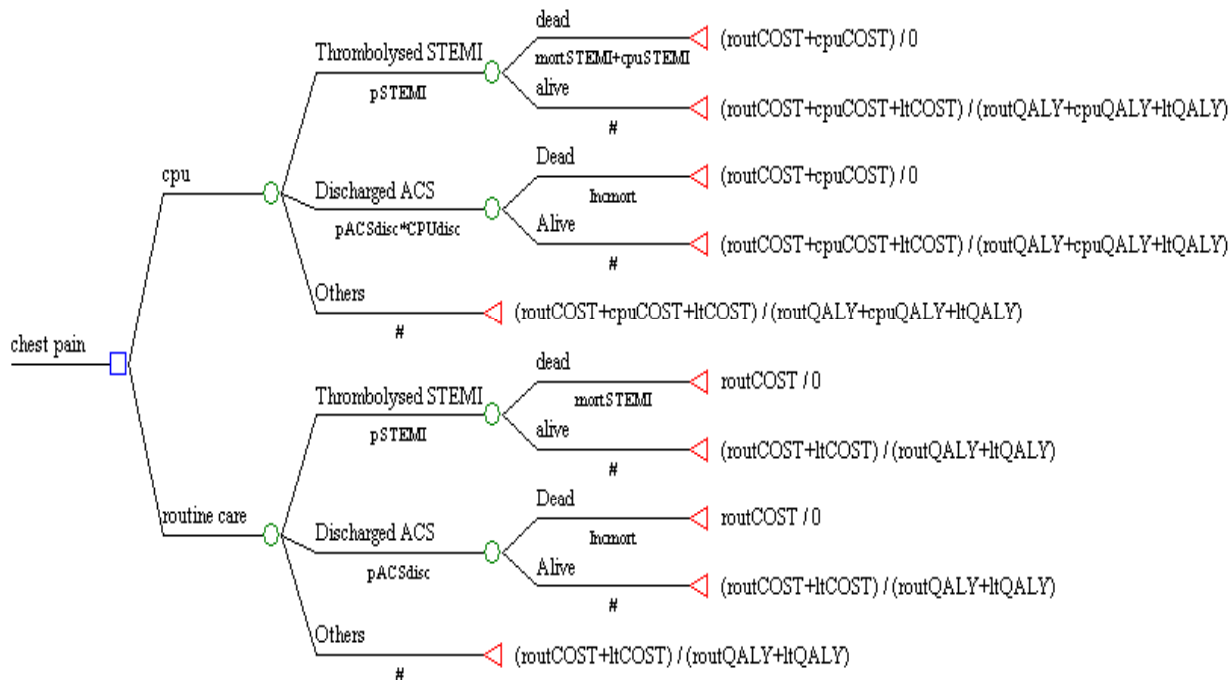 dead
(routCOST+cpuCOST) / 0
Thrombolysed STEMI
mortSTEMI+cpuSTEMI
pSTEMI
alive
(routCOST+cpuCOST+ltCOST) / (routQALY+cpuQALY+ltQALY)
#
cpu
Dead
(routCOST+cpuCOST) / 0
Discharged ACS
Incmort
pACSdisc*CPUdisc
Alive
(routCOST+cpuCOST+ltCOST) / (routQALY+cpuQALY+ltQALY)
#
Others
(routCOST+cpuCOST+ltCOST) / (routQALY+cpuQALY+ltQALY)
#
chest pain
dead
routCOST / 0
Thrombolysed STEMI
mortSTEMI
pSTEMI
alive
(routCOST+ltCOST) / (routQALY+ltQALY)
#
routine care
Dead
routCOST / 0
Discharged ACS
Incmort
pACSdisc
Alive
(routCOST+ltCOST) / (routQALY+ltQALY)
#
Others
(routCOST+ltCOST) / (routQALY+ltQALY)
#